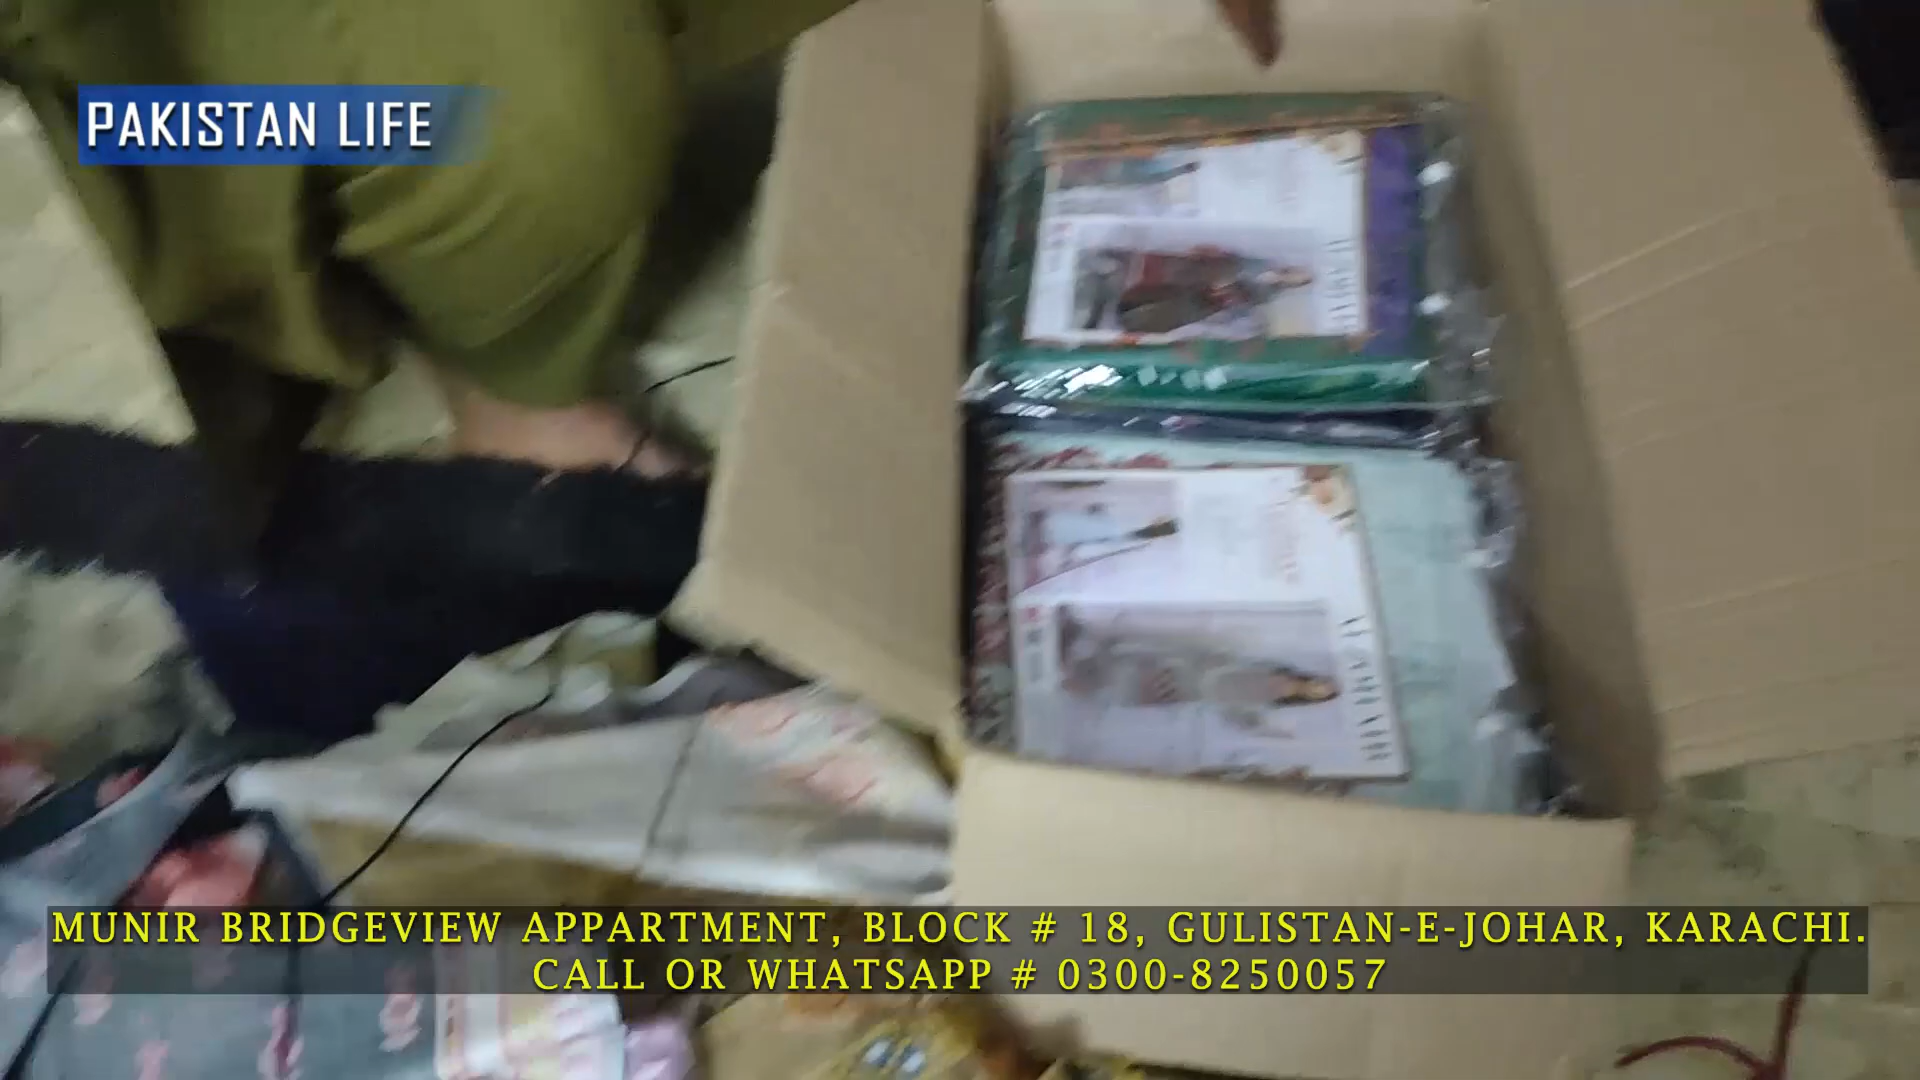 PAKISTAN LIFE
MUNIR BRIDGEVIEW APPARTMENT, BLOCK # 18, GULISTAN-E-JOHAR, KARACHI.
CALL OR WHATSAPP # 0300-8250057